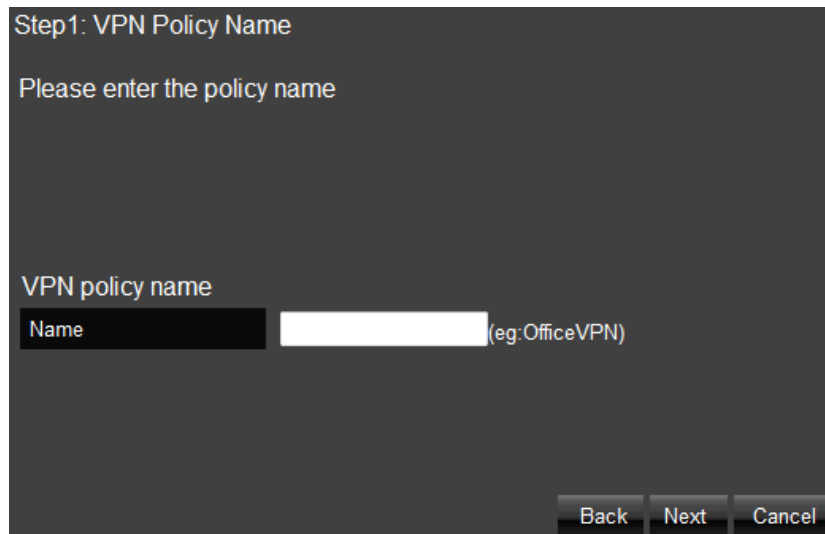 Step1: VPN Policy Name
Please enter the policy name
VPN policy name
Name (eg:OfficeVPN)
Back Next Cancel